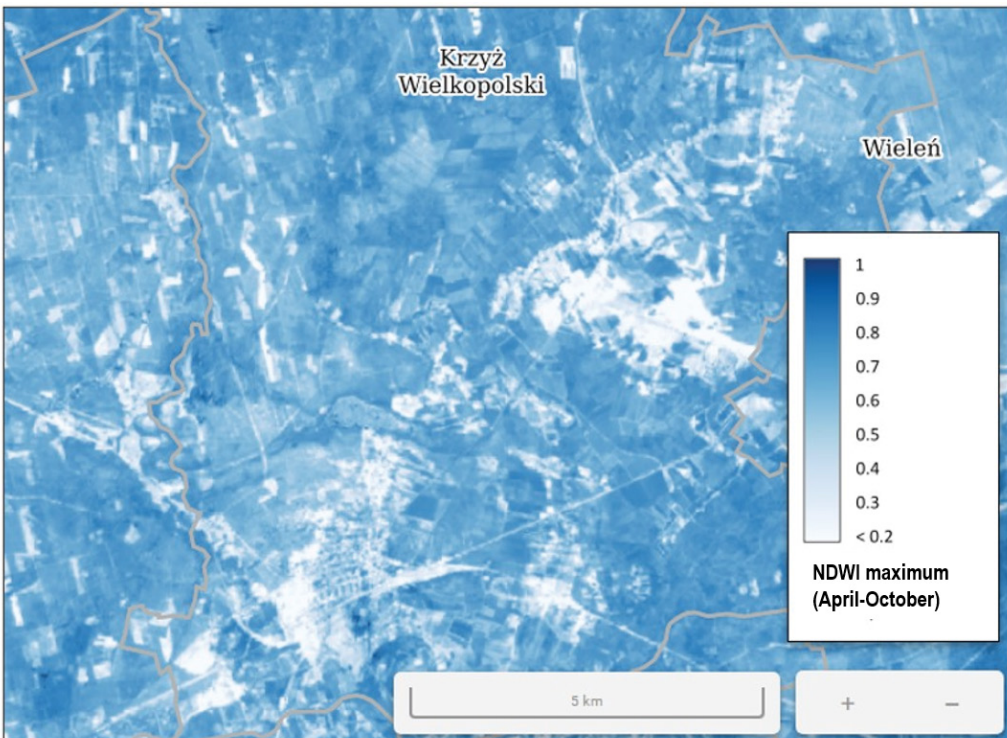 Krzyż
Wielkopolski
Wieleń
1
0.9
0.8
0.7
0.6
0.5
0.4
0.3
< 0.2
NDWI maximum
(April-October)
5 km
+
−